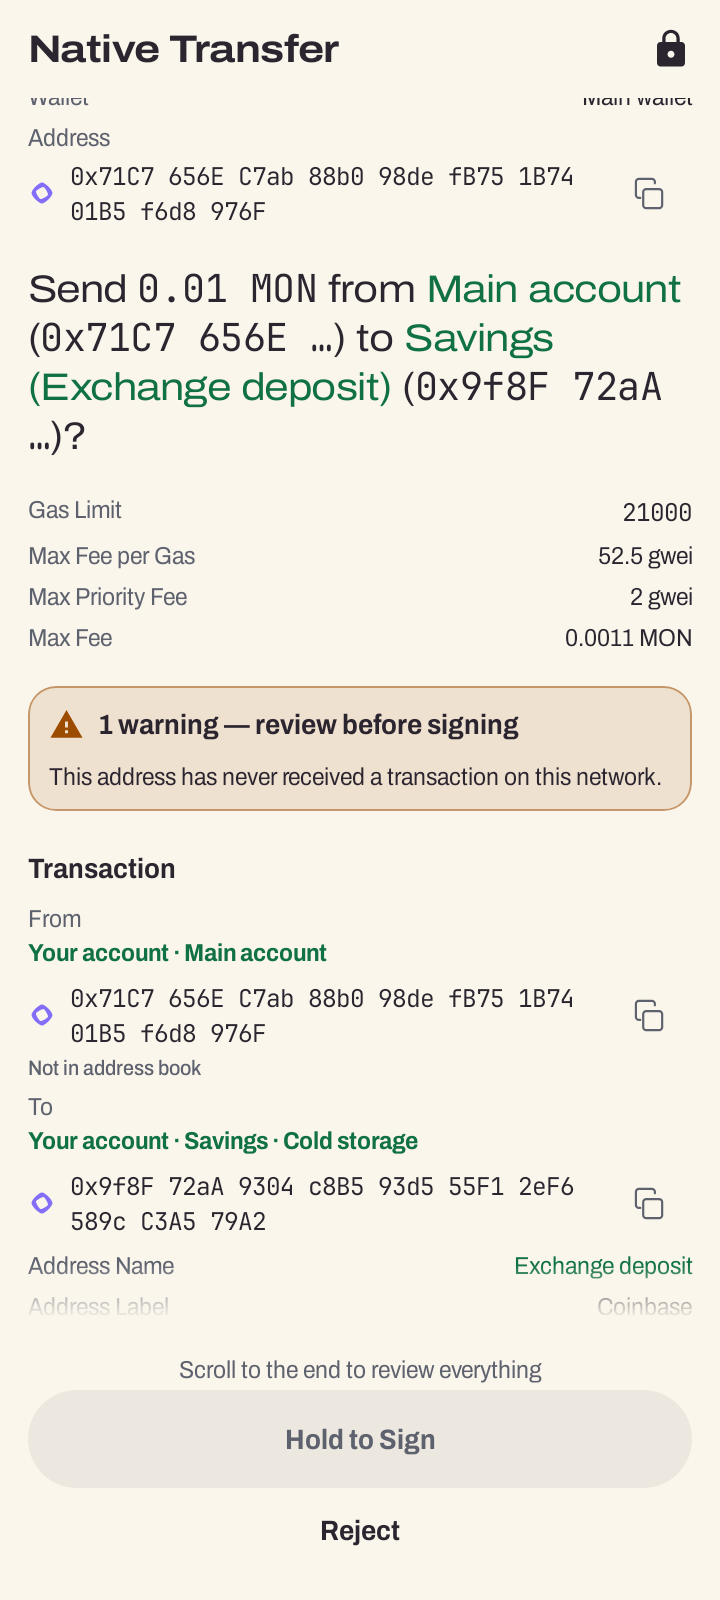 Native Transfer
Wallet Main wallet
Address
0x71C7 656E C7ab 88b0 98de fB75 1B74
01B5 f6d8 976F
Send 0.01 MON from Main account
(0x71C7 656E …) to Savings
(Exchange deposit) (0x9f8F 72aA
…)?
Gas Limit 21000
Max Fee per Gas 52.5 gwei
Max Priority Fee 2 gwei
Max Fee 0.0011 MON
1 warning — review before signing
This address has never received a transaction on this network.
Transaction
From
Your account · Main account
0x71C7 656E C7ab 88b0 98de fB75 1B74
01B5 f6d8 976F
Not in address book
To
Your account · Savings · Cold storage
0x9f8F 72aA 9304 c8B5 93d5 55F1 2eF6
589c C3A5 79A2
Address Name Exchange deposit
Address Label Coinbase
Scroll to the end to review everything
Hold to Sign
Reject